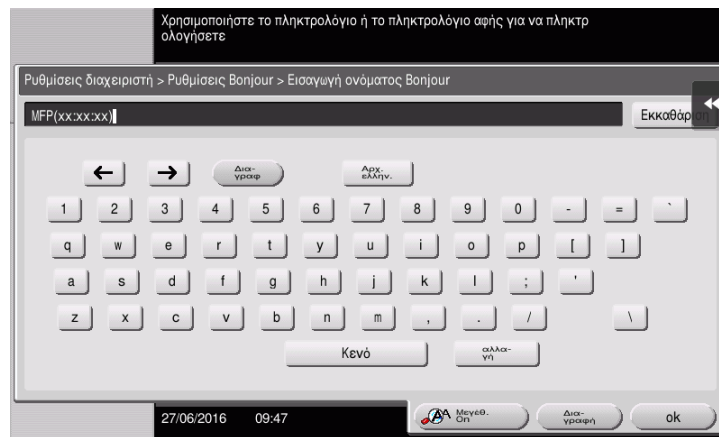 Χρησιμοποιήστε το πληκτρολόγιο ή το πληκτρολόγιο αφής για να πληκτρ
ολογήσετε
Ρυθμίσεις διαχειριστή > Ρυθμίσεις Bonjour > Εισαγωγή ονόματος Bonjour
MFP(xx:xx:xx) Εκκαθάριση
← → Δια-
γραφ Αρχ.
ελλην.
1 2 3 4 5 6 7 8 9 0 - = `
q w e r t y u i o p [ ]
a s d f g h j k l ; '
z x c v b n m , . / \
Κενό αλλα-
γή
27/06/2016 09:47 Μεγέθ.
On Δια-
γραφή ok